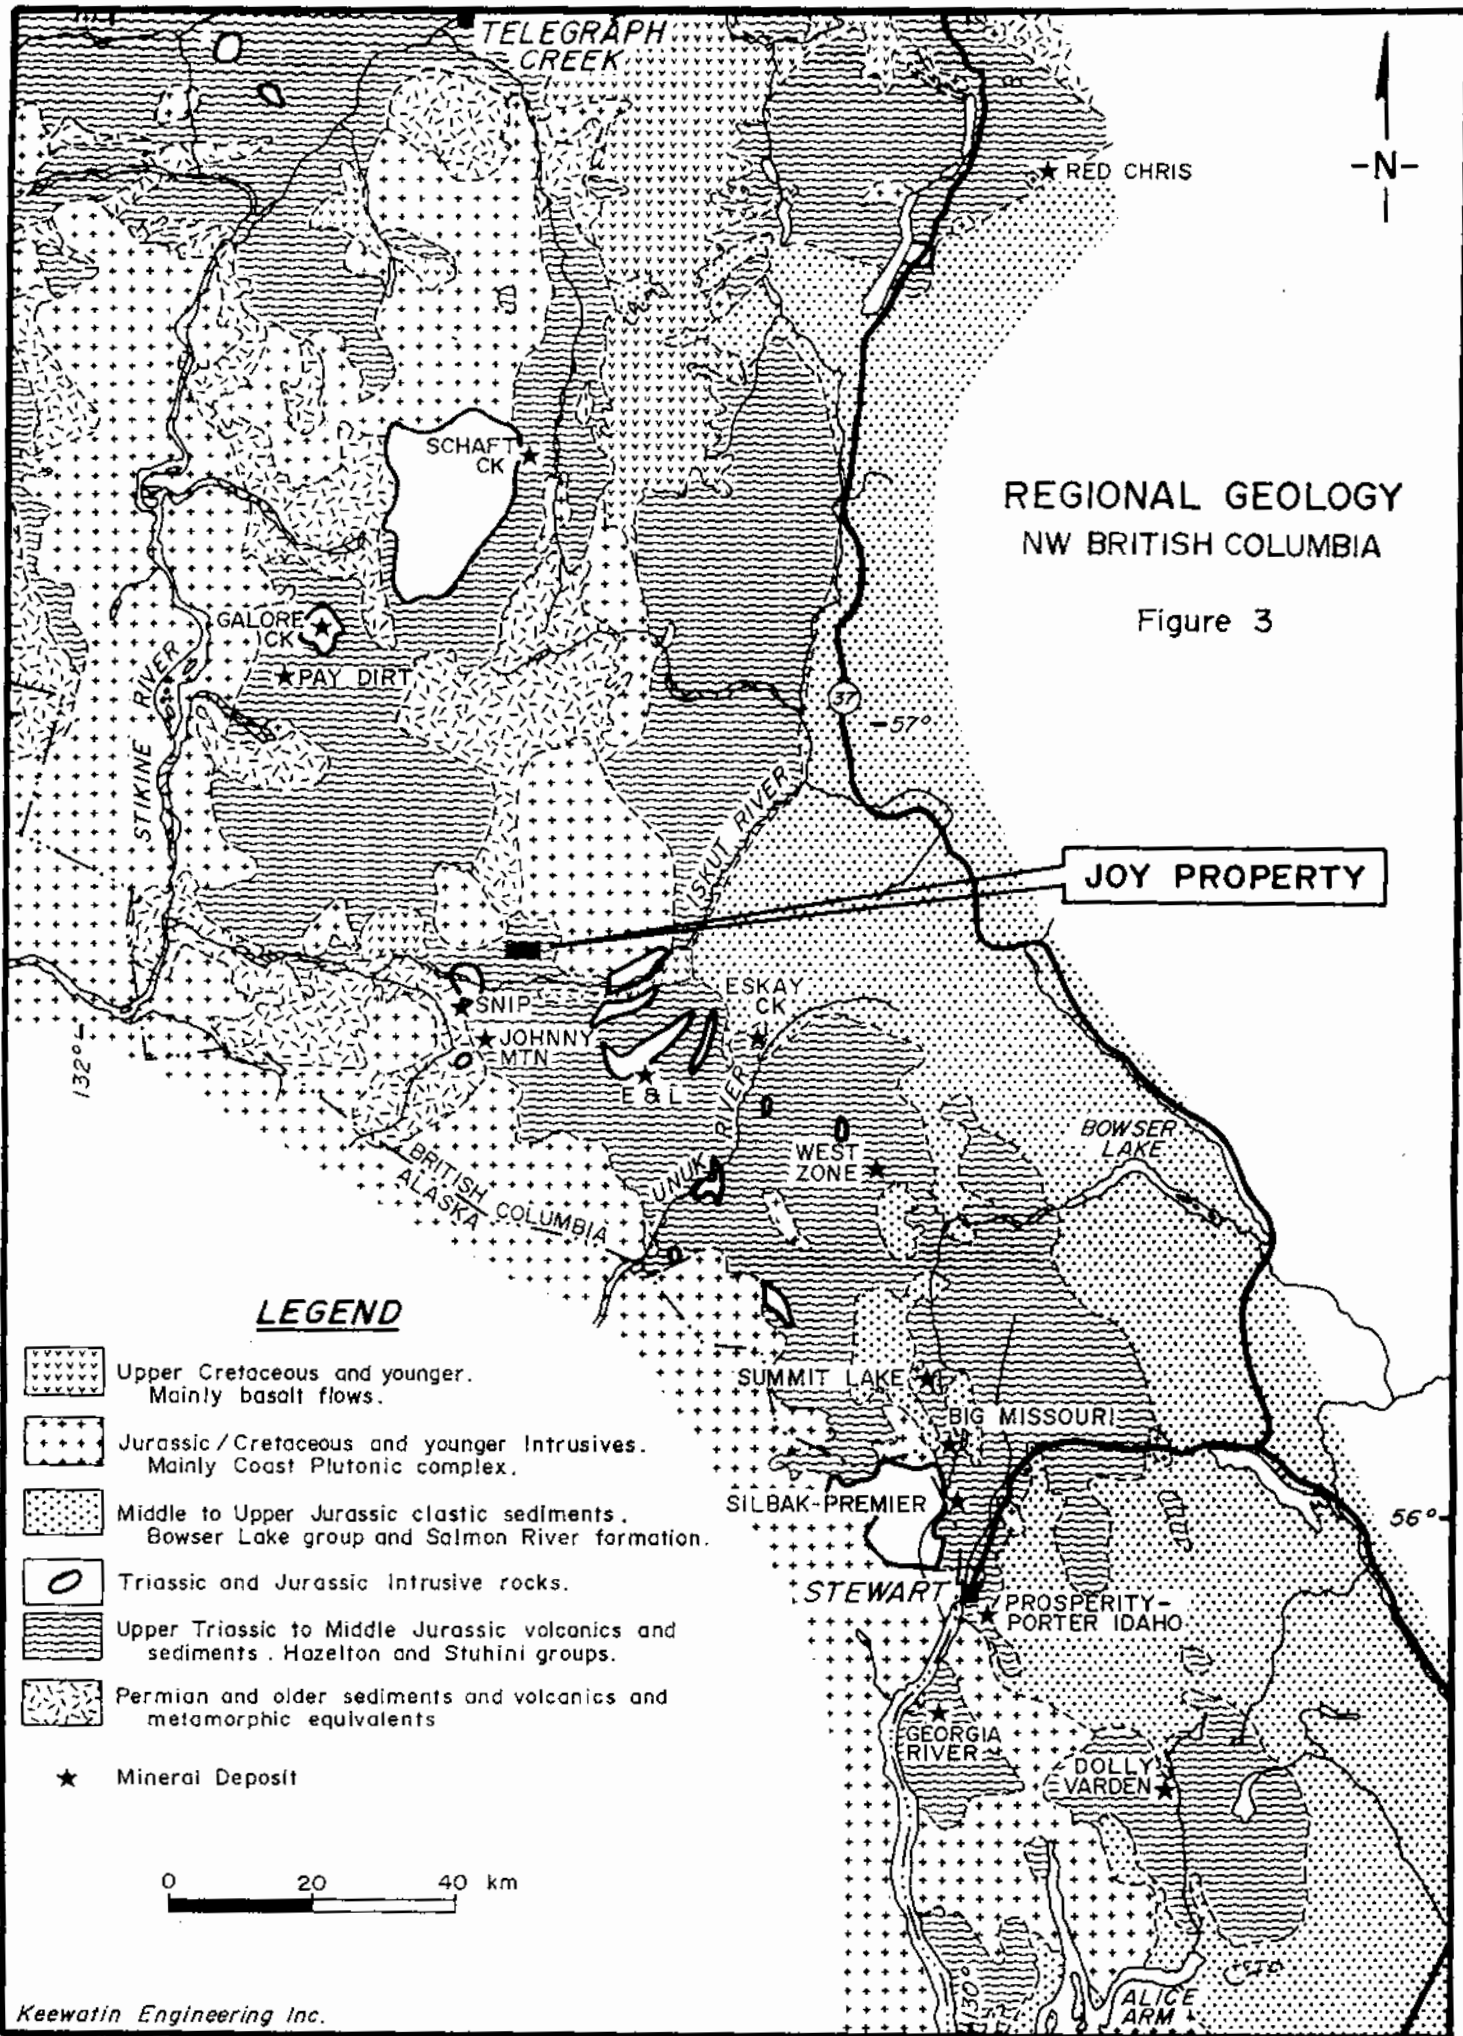 TELEGRAPH
CREEK
RED CHRIS
-N-
SCHAFT
CK
REGIONAL GEOLOGY
NW BRITISH COLUMBIA
Figure 3
GALORE
CK
PAY DIRT
STIKINE RIVER
37
57°
ISKUT RIVER
JOY PROPERTY
SNIP
JOHNNY
MTN
ESKAY
CK
E & L
132°
UNUK RIVER
WEST
ZONE
BOWSER
LAKE
BRITISH COLUMBIA
ALASKA
LEGEND
Upper Cretaceous and younger.
Mainly basalt flows.
Jurassic/Cretaceous and younger Intrusives.
Mainly Coast Plutonic complex.
Middle to Upper Jurassic clastic sediments.
Bowser Lake group and Salmon River formation.
Triassic and Jurassic Intrusive rocks.
Upper Triassic to Middle Jurassic volcanics and
sediments. Hazelton and Stuhini groups.
Permian and older sediments and volcanics and
metamorphic equivalents
Mineral Deposit
SUMMIT LAKE
BIG MISSOURI
SILBAK-PREMIER
56°
STEWART
PROSPERITY-
PORTER IDAHO
GEORGIA
RIVER
DOLLY
VARDEN
0 20 40 km
130°
ALICE
ARM
Keewatin Engineering Inc.